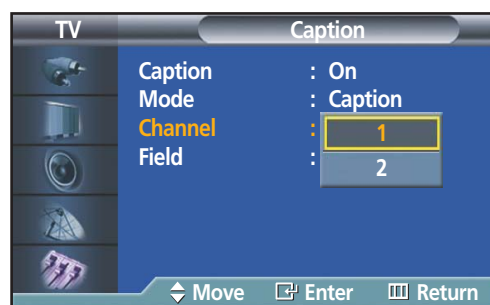 TV Caption
Caption : On
Mode : Caption
Channel : 1
Field : 2
Move Enter Return